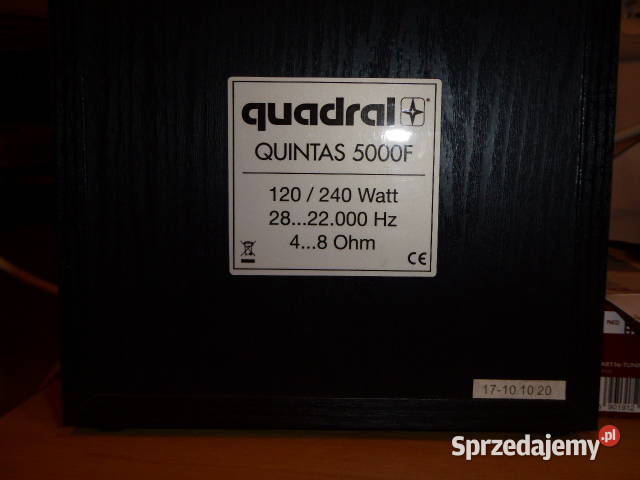 quadral
QUINTAS 5000F
120 / 240 Watt
28...22.000 Hz
4...8 Ohm
CE
17-10.10 20
901912
Sprzedajemy.pl